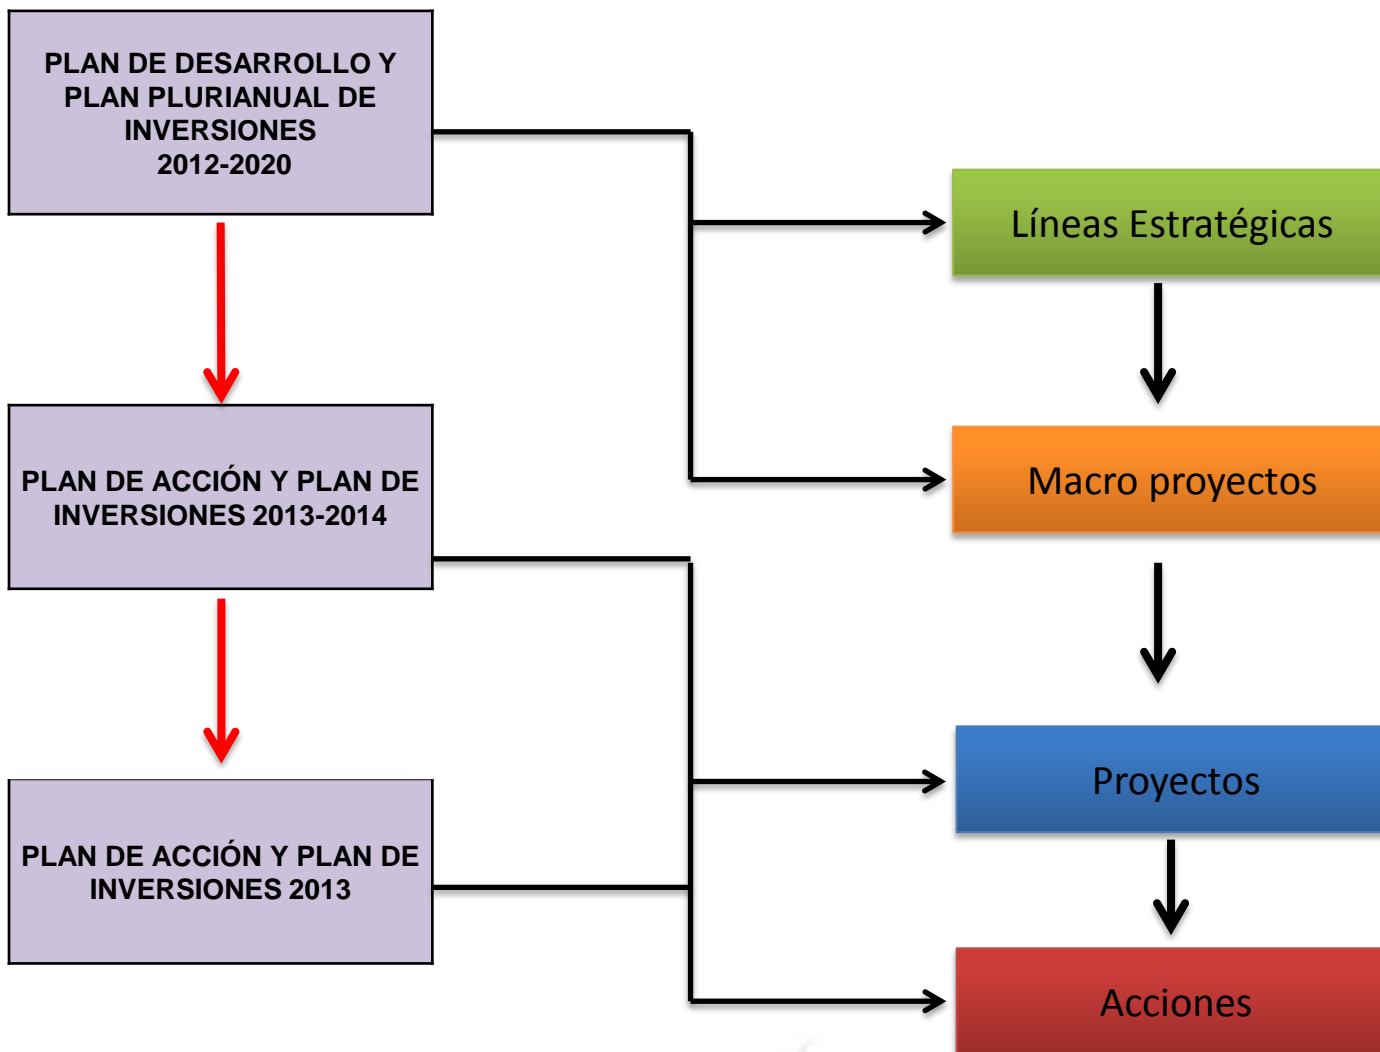 PLAN DE DESARROLLO Y
PLAN PLURIANUAL DE
INVERSIONES
2012-2020
Líneas Estratégicas
PLAN DE ACCIÓN Y PLAN DE
INVERSIONES 2013-2014
Macro proyectos
Proyectos
PLAN DE ACCIÓN Y PLAN DE
INVERSIONES 2013
Acciones